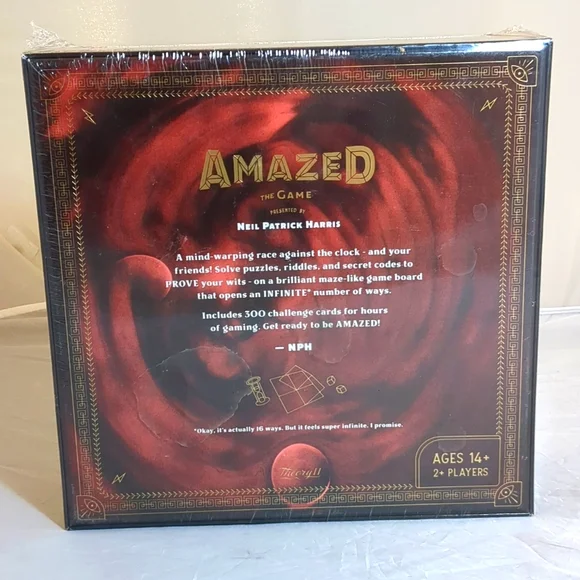 AMAZED
THE GAME
PRESENTED BY
NEIL PATRICK HARRIS
A mind-warping race against the clock - and your
friends! Solve puzzles, riddles, and secret codes to
PROVE your wits - on a brilliant maze-like game board
that opens an INFINITE* number of ways.
Includes 300 challenge cards for hours
of gaming. Get ready to be AMAZED!
— NPH
*Okay, it's actually 16 ways. But it feels super infinite. I promise.
Theory11
AGES 14+
2+ PLAYERS